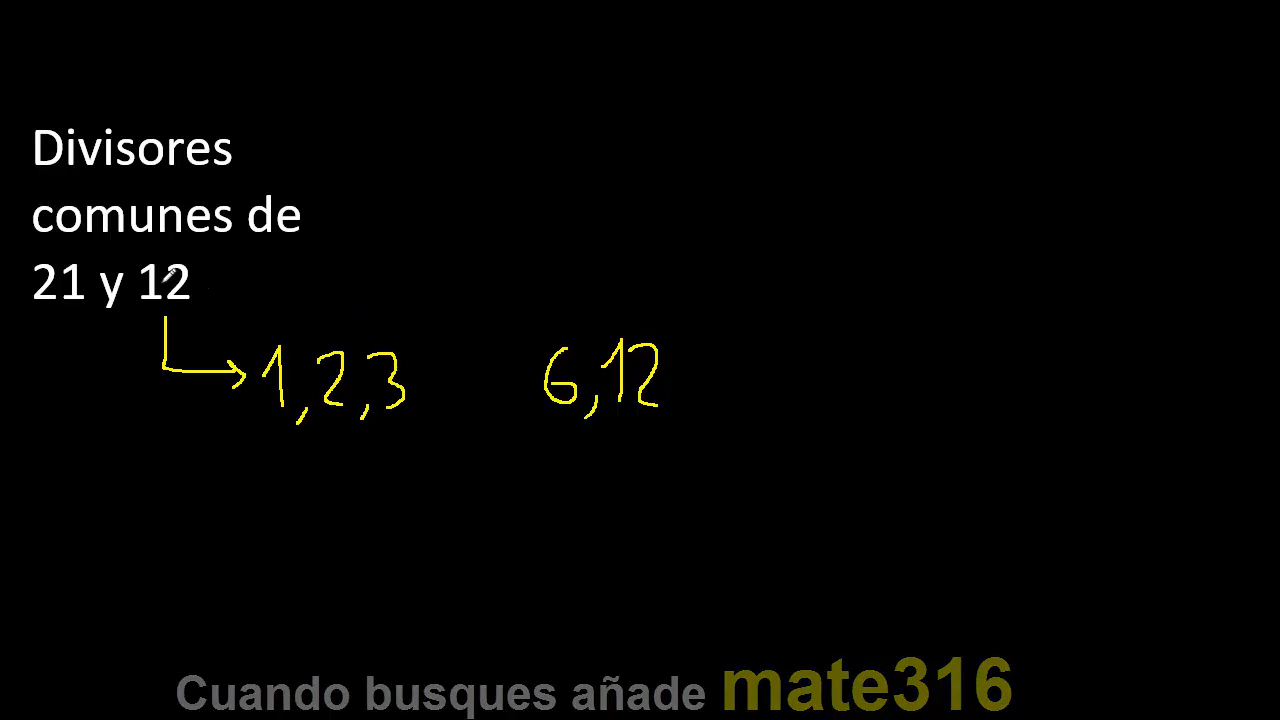 Divisores
comunes de
21 y 12
1,2,3 6,12
Cuando busques añade mate316